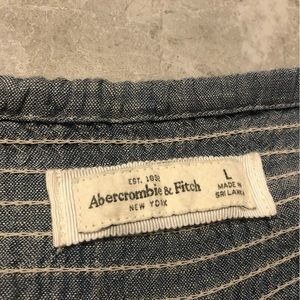 EST. 1892
Abercrombie & Fitch
NEW YORK
L
MADE IN
SRI LANKA